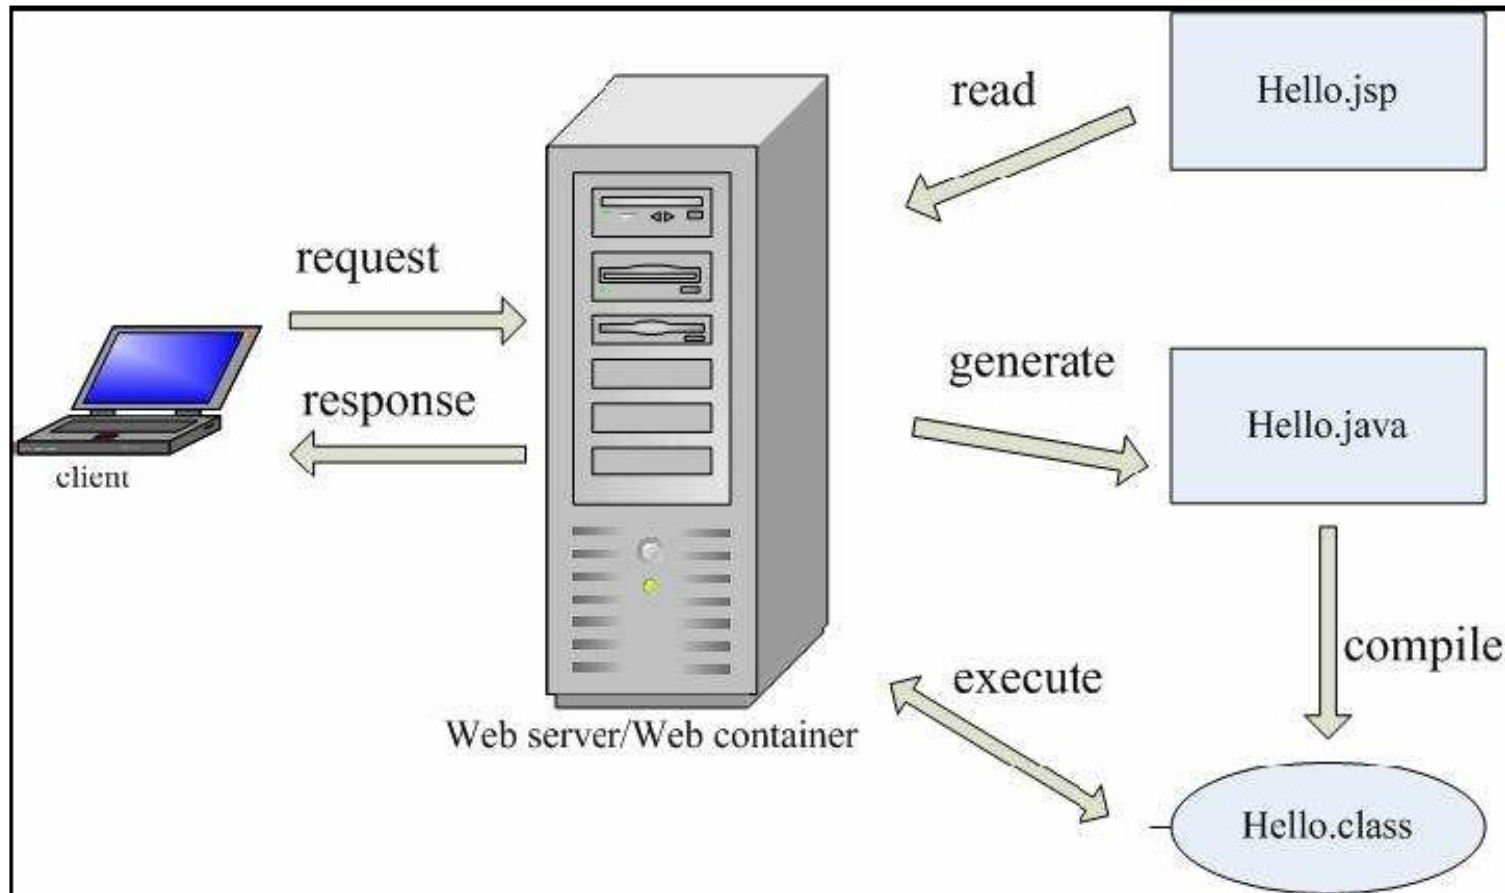 read
Hello.jsp
request
response
client
generate
Hello.java
compile
execute
Web server/Web container
Hello.class